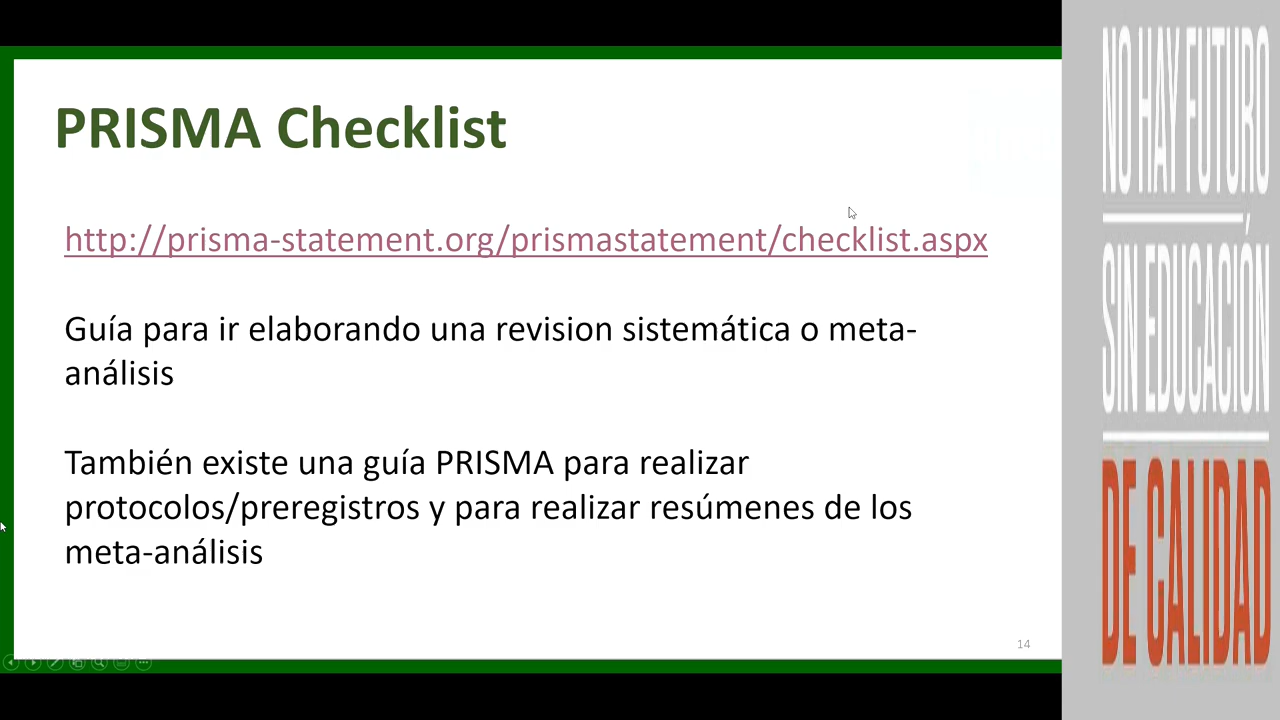 PRISMA Checklist
http://prisma-statement.org/prismastatement/checklist.aspx
Guía para ir elaborando una revision sistemática o meta-
análisis
También existe una guía PRISMA para realizar
protocolos/preregistros y para realizar resúmenes de los
meta-análisis
14
NO HAY FUTURO
SIN EDUCACIÓN
DE CALIDAD